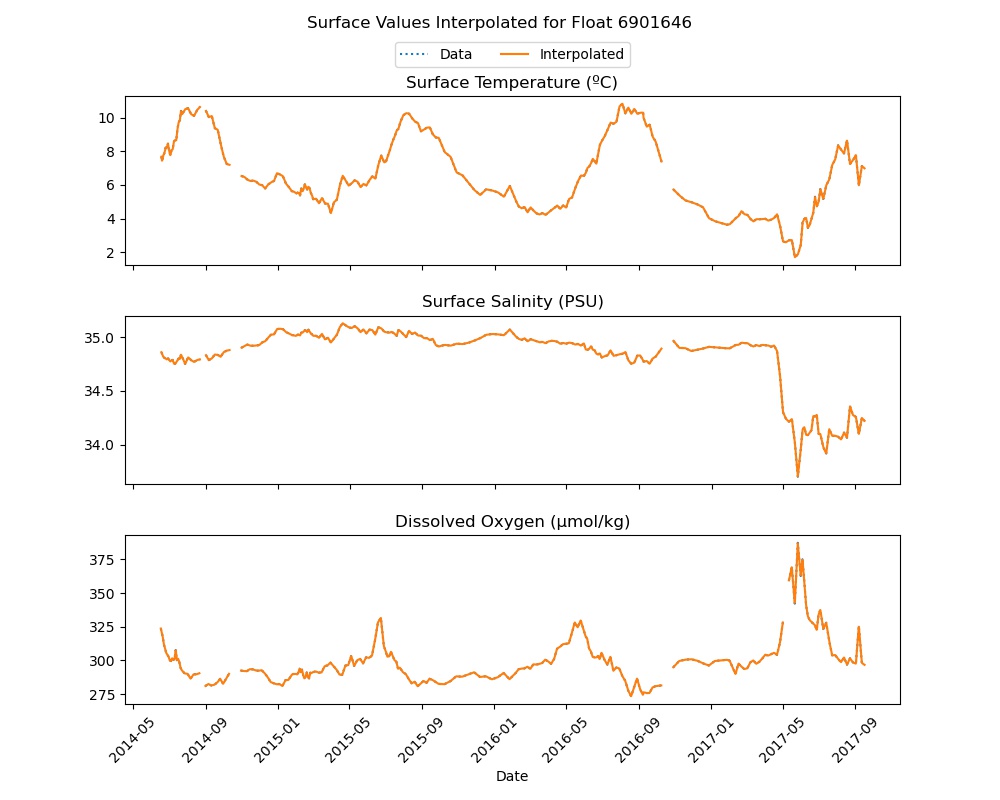 Surface Values Interpolated for Float 6901646
Data Interpolated
Surface Temperature (ºC)
10
8
6
4
2
Surface Salinity (PSU)
35.0
34.5
34.0
Dissolved Oxygen (µmol/kg)
375
350
325
300
275
2014-05 2014-09 2015-01 2015-05 2015-09 2016-01 2016-05 2016-09 2017-01 2017-05 2017-09
Date